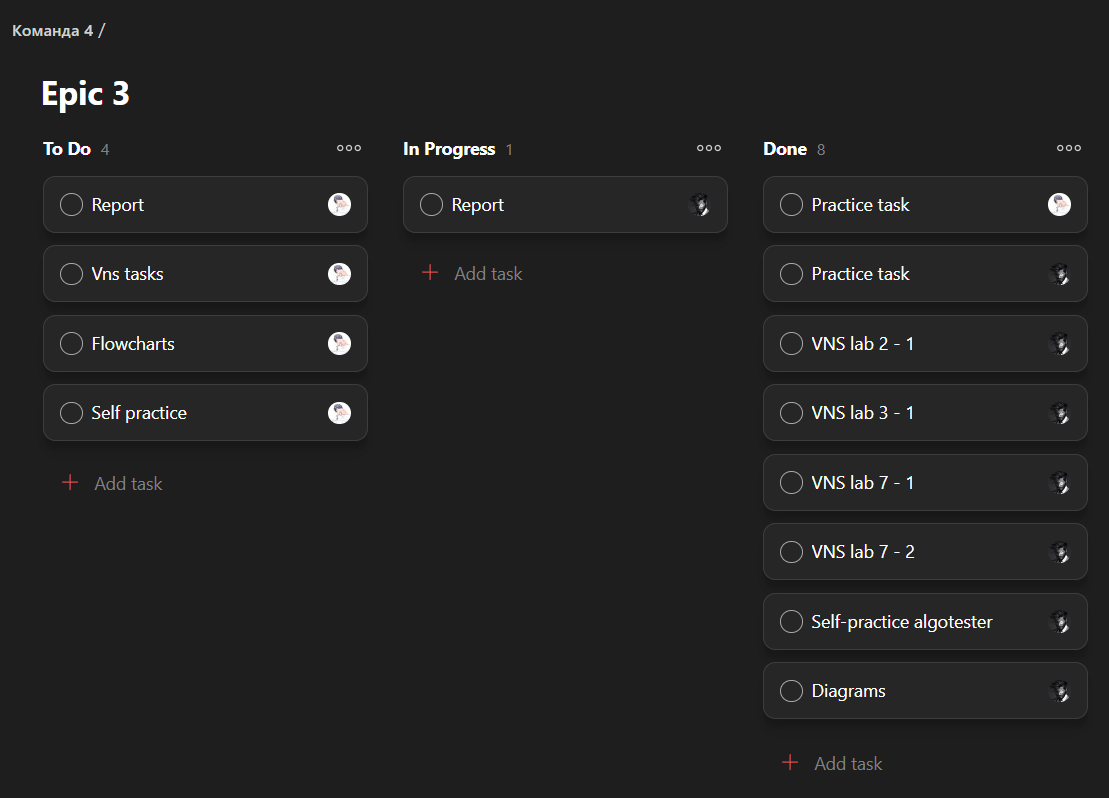 Команда 4 /
Epic 3
To Do 4
Report
Vns tasks
Flowcharts
Self practice
Add task
In Progress 1
Report
Add task
Done 8
Practice task
Practice task
VNS lab 2 - 1
VNS lab 3 - 1
VNS lab 7 - 1
VNS lab 7 - 2
Self-practice algotester
Diagrams
Add task